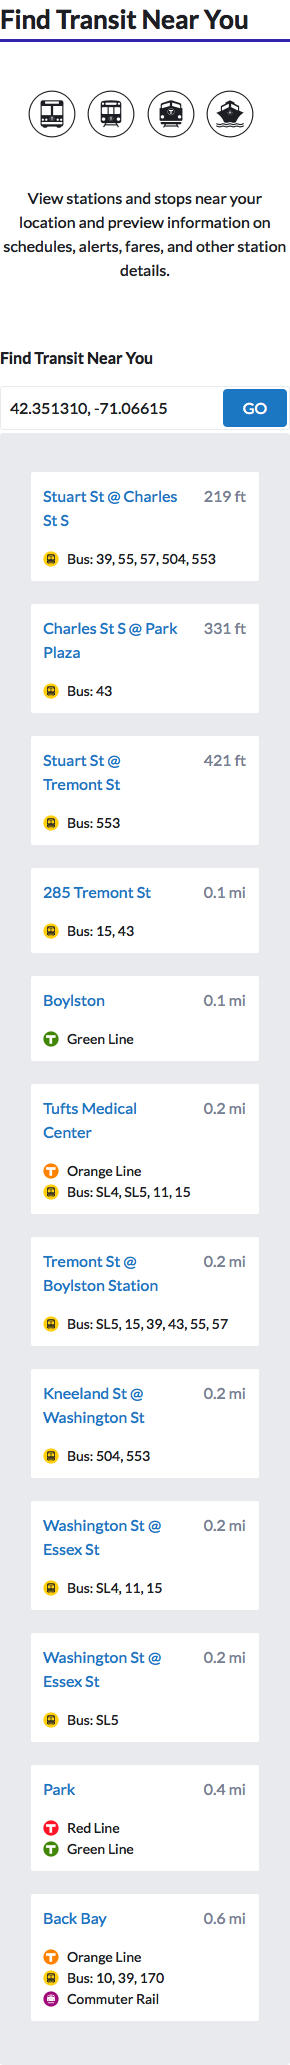 Find Transit Near You
View stations and stops near your
location and preview information on
schedules, alerts, fares, and other station
details.
Find Transit Near You
42.351310, -71.06615 GO
Stuart St @ Charles 219 ft
St S
Bus: 39, 55, 57, 504, 553
Charles St S @ Park 331 ft
Plaza
Bus: 43
Stuart St @ 421 ft
Tremont St
Bus: 553
285 Tremont St 0.1 mi
Bus: 15, 43
Boylston 0.1 mi
Green Line
Tufts Medical 0.2 mi
Center
Orange Line
Bus: SL4, SL5, 11, 15
Tremont St @ 0.2 mi
Boylston Station
Bus: SL5, 15, 39, 43, 55, 57
Kneeland St @ 0.2 mi
Washington St
Bus: 504, 553
Washington St @ 0.2 mi
Essex St
Bus: SL4, 11, 15
Washington St @ 0.2 mi
Essex St
Bus: SL5
Park 0.4 mi
Red Line
Green Line
Back Bay 0.6 mi
Orange Line
Bus: 10, 39, 170
Commuter Rail